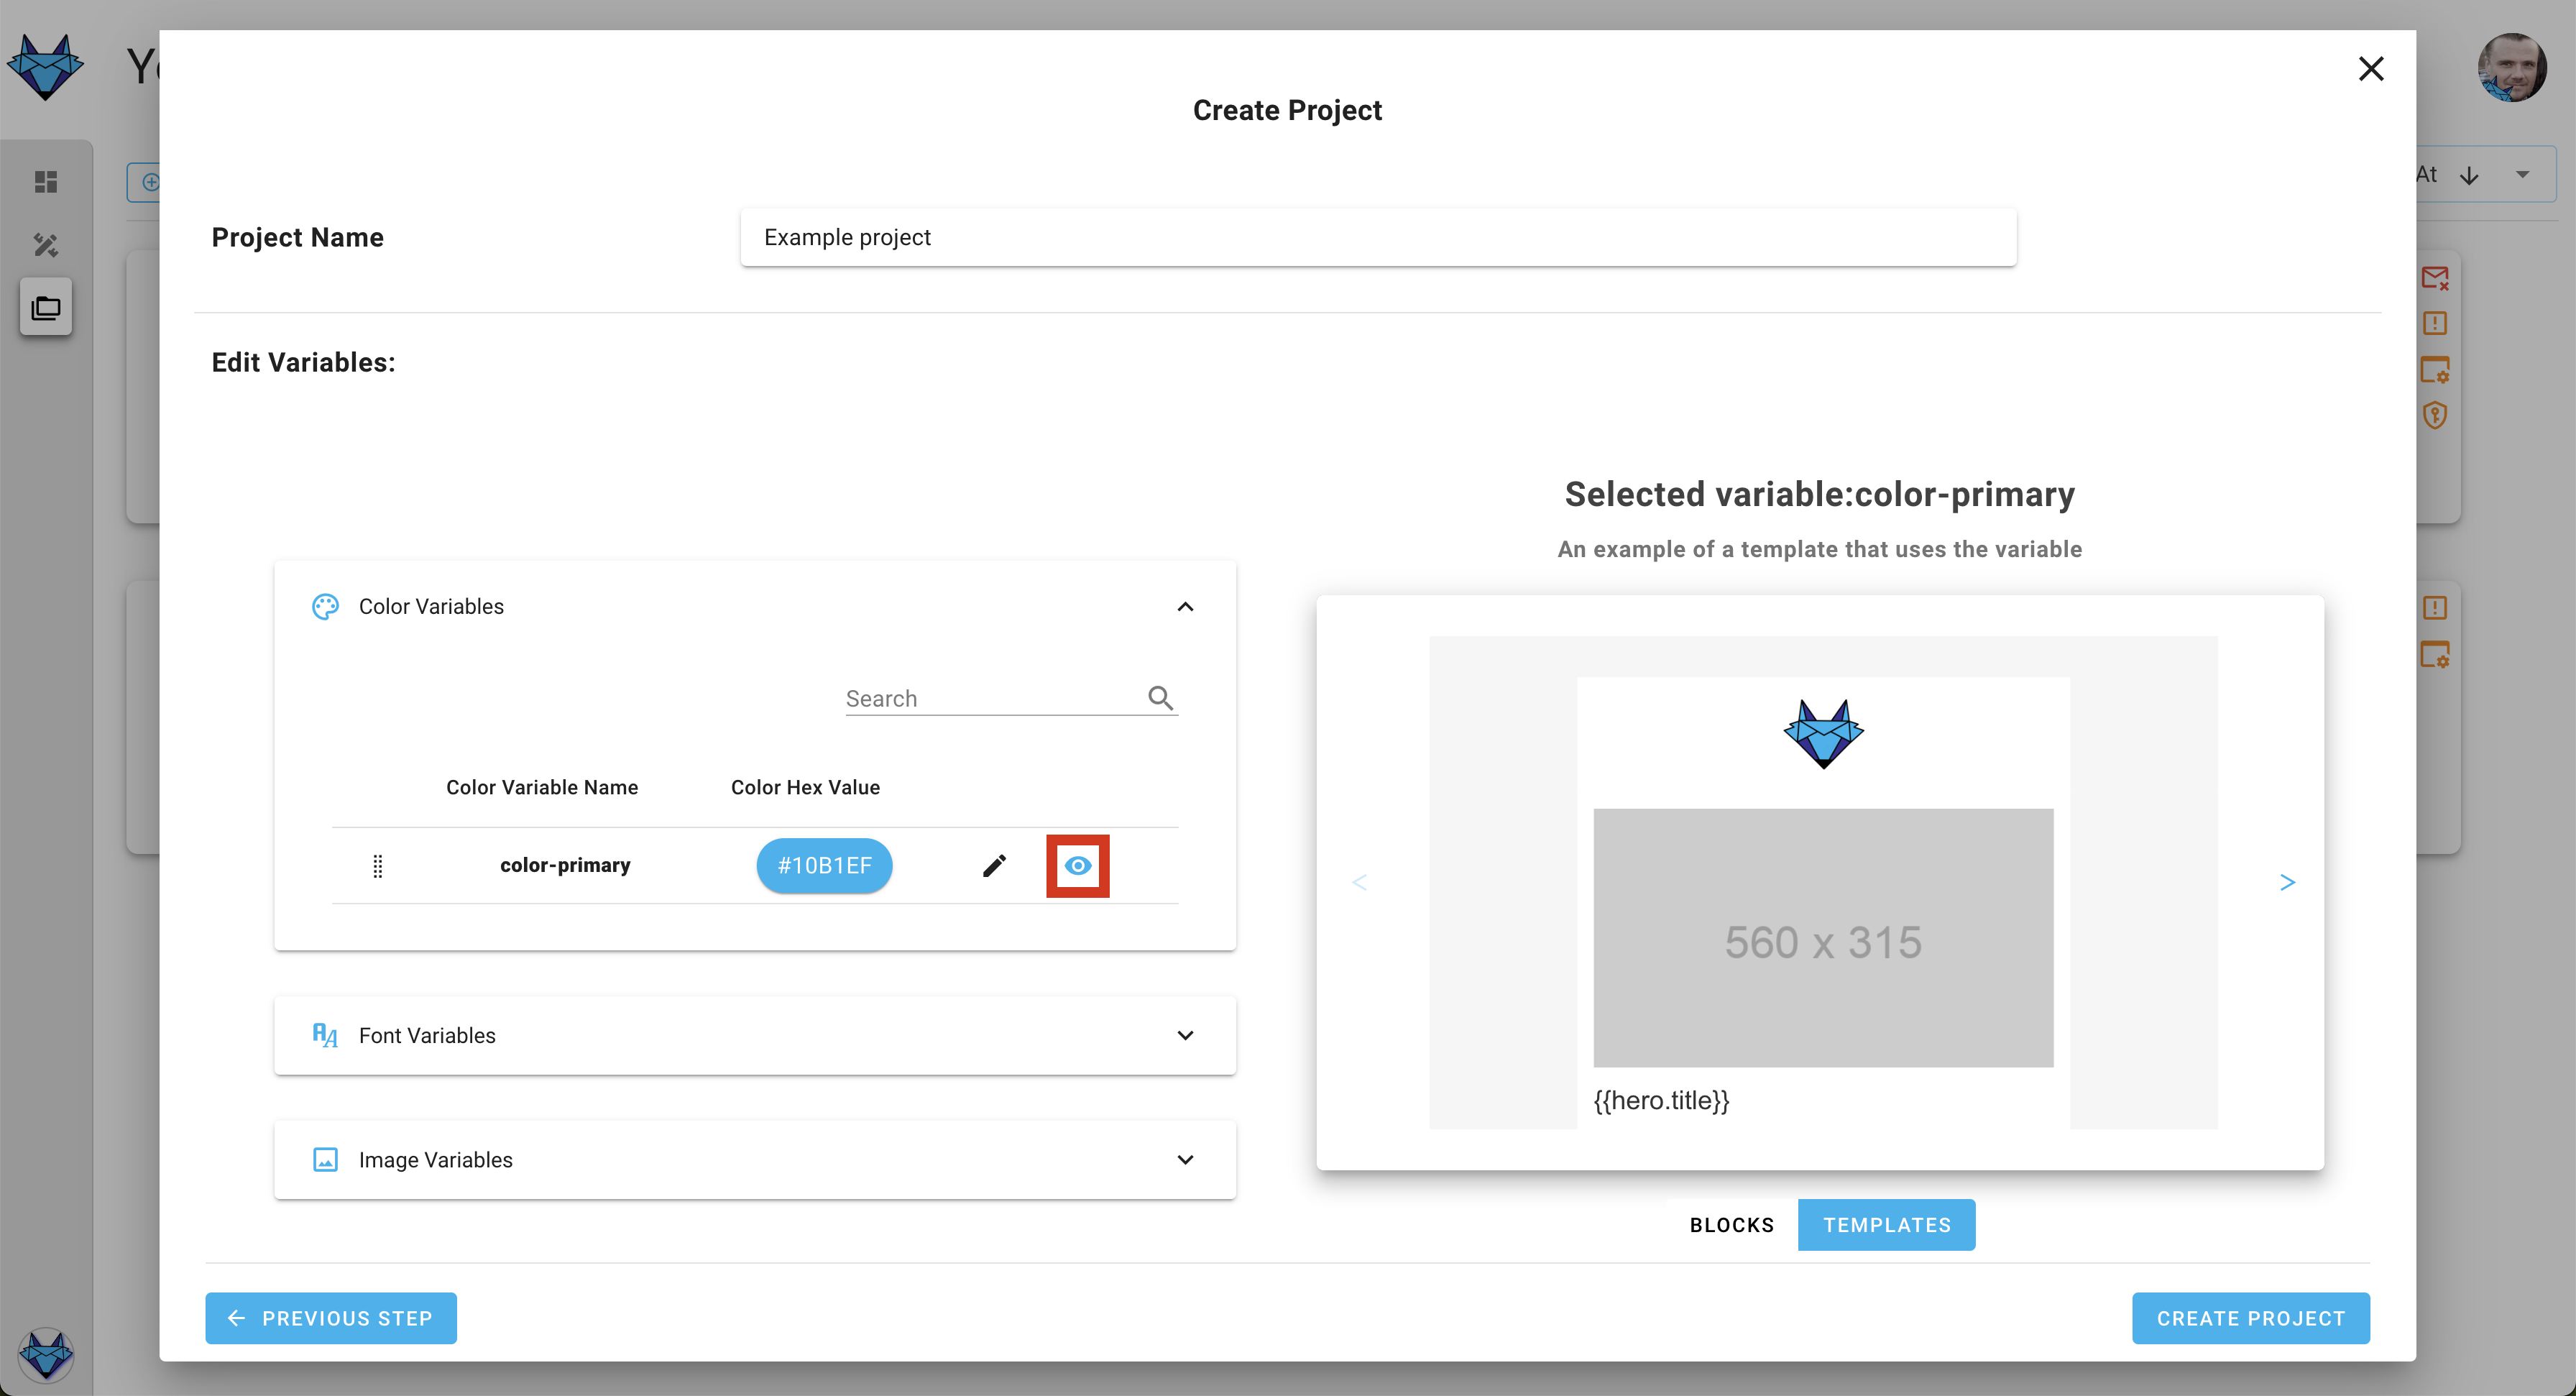 Yo
Create Project
At
Project Name
Example project
Edit Variables:
Selected variable:color-primary
An example of a template that uses the variable
Color Variables
Search
Color Variable Name
Color Hex Value
color-primary
#10B1EF
<
>
560 x 315
{{hero.title}}
Font Variables
Image Variables
BLOCKS
TEMPLATES
PREVIOUS STEP
CREATE PROJECT